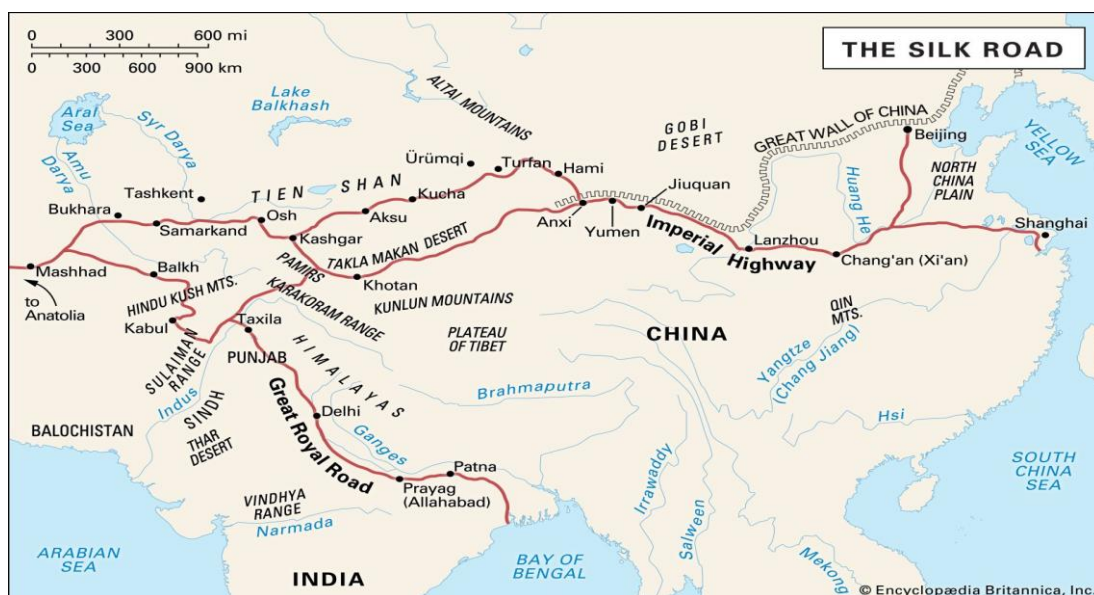 0 300 600 mi
0 300 600 900 km
THE SILK ROAD
Lake
Balkhash
ALTAI MOUNTAINS
GOBI
DESERT
GREAT WALL OF CHINA
Beijing
YELLOW
SEA
Aral
Sea
Syr Darya
Amu
Darya
Ürümqi
Turfan
Hami
Jiuquan
Huang He
NORTH
CHINA
PLAIN
Tashkent
TIEN SHAN
Kucha
Bukhara
Osh
Aksu
Anxi
Yumen
Imperial
Highway
Lanzhou
Shanghai
Samarkand
Kashgar
TAKLA MAKAN DESERT
Chang'an (Xi'an)
Mashhad
Balkh
PAMIRS
Khotan
to
Anatolia
HINDU KUSH MTS.
KARAKORAM RANGE
KUNLUN MOUNTAINS
QIN
MTS.
Kabul
Taxila
PLATEAU
OF TIBET
CHINA
SULAIMAN
RANGE
PUNJAB
HIMALAYAS
Yangtze
(Chang Jiang)
Indus
SINDH
Great Royal Road
Brahmaputra
BALOCHISTAN
THAR
DESERT
Delhi
Ganges
Hsi
Patna
Prayag
(Allahabad)
Irrawaddy
Salween
SOUTH
CHINA
SEA
VINDHYA
RANGE
Narmada
ARABIAN
SEA
INDIA
BAY OF
BENGAL
Mekong
© Encyclopædia Britannica, Inc.